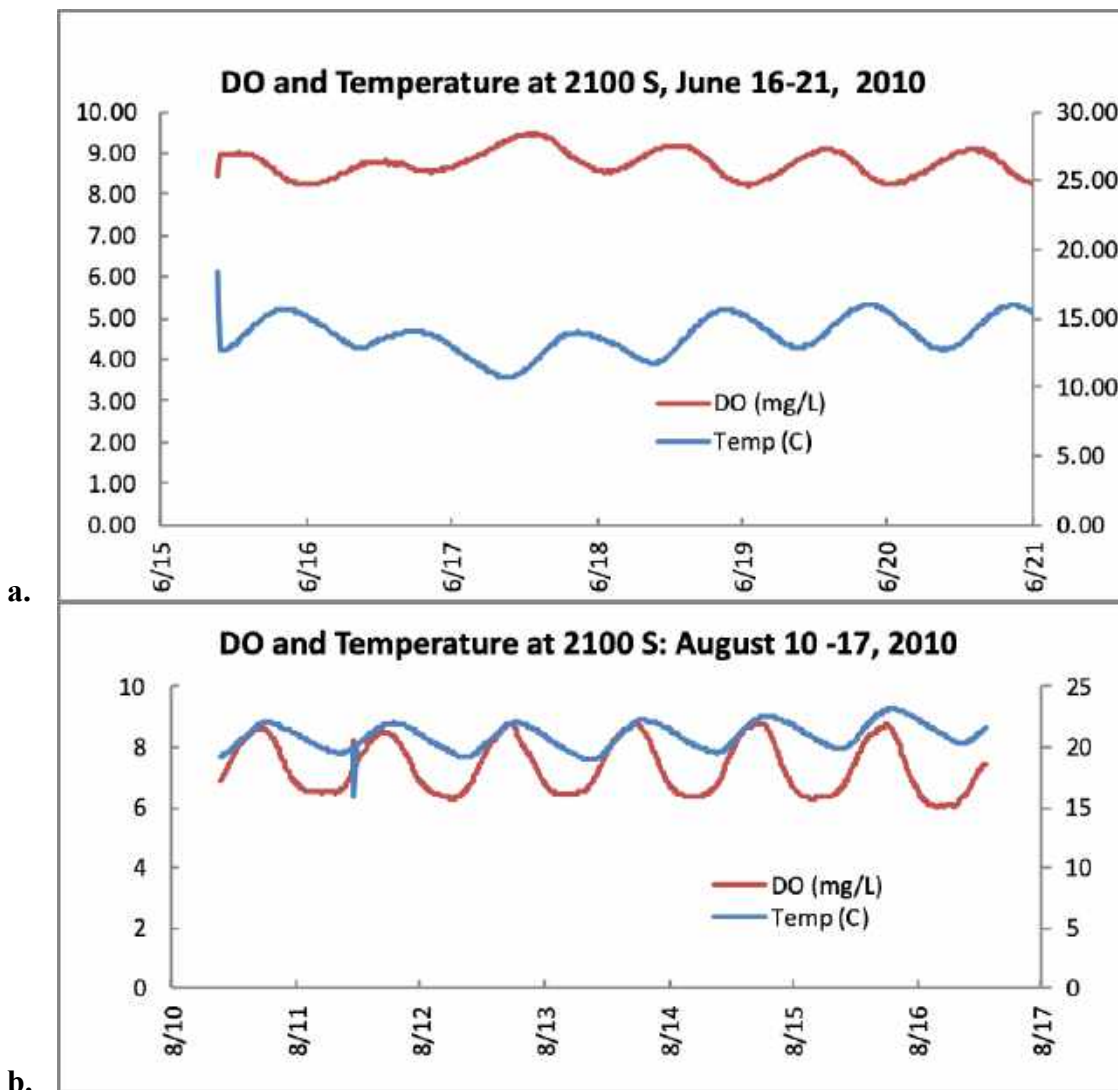 DO and Temperature at 2100 S, June 16-21, 2010
10.00 30.00
9.00
25.00
8.00
7.00 20.00
6.00
5.00 15.00
4.00
10.00
3.00
DO (mg/L)
Temp (C)
2.00 5.00
1.00
0.00 0.00
6/15 6/16 6/17 6/18 6/19 6/20 6/21
a.
DO and Temperature at 2100 S: August 10 -17, 2010
10 25
8 20
6 15
4 10
DO (mg/L)
Temp (C)
2 5
0 0
8/10 8/11 8/12 8/13 8/14 8/15 8/16 8/17
b.